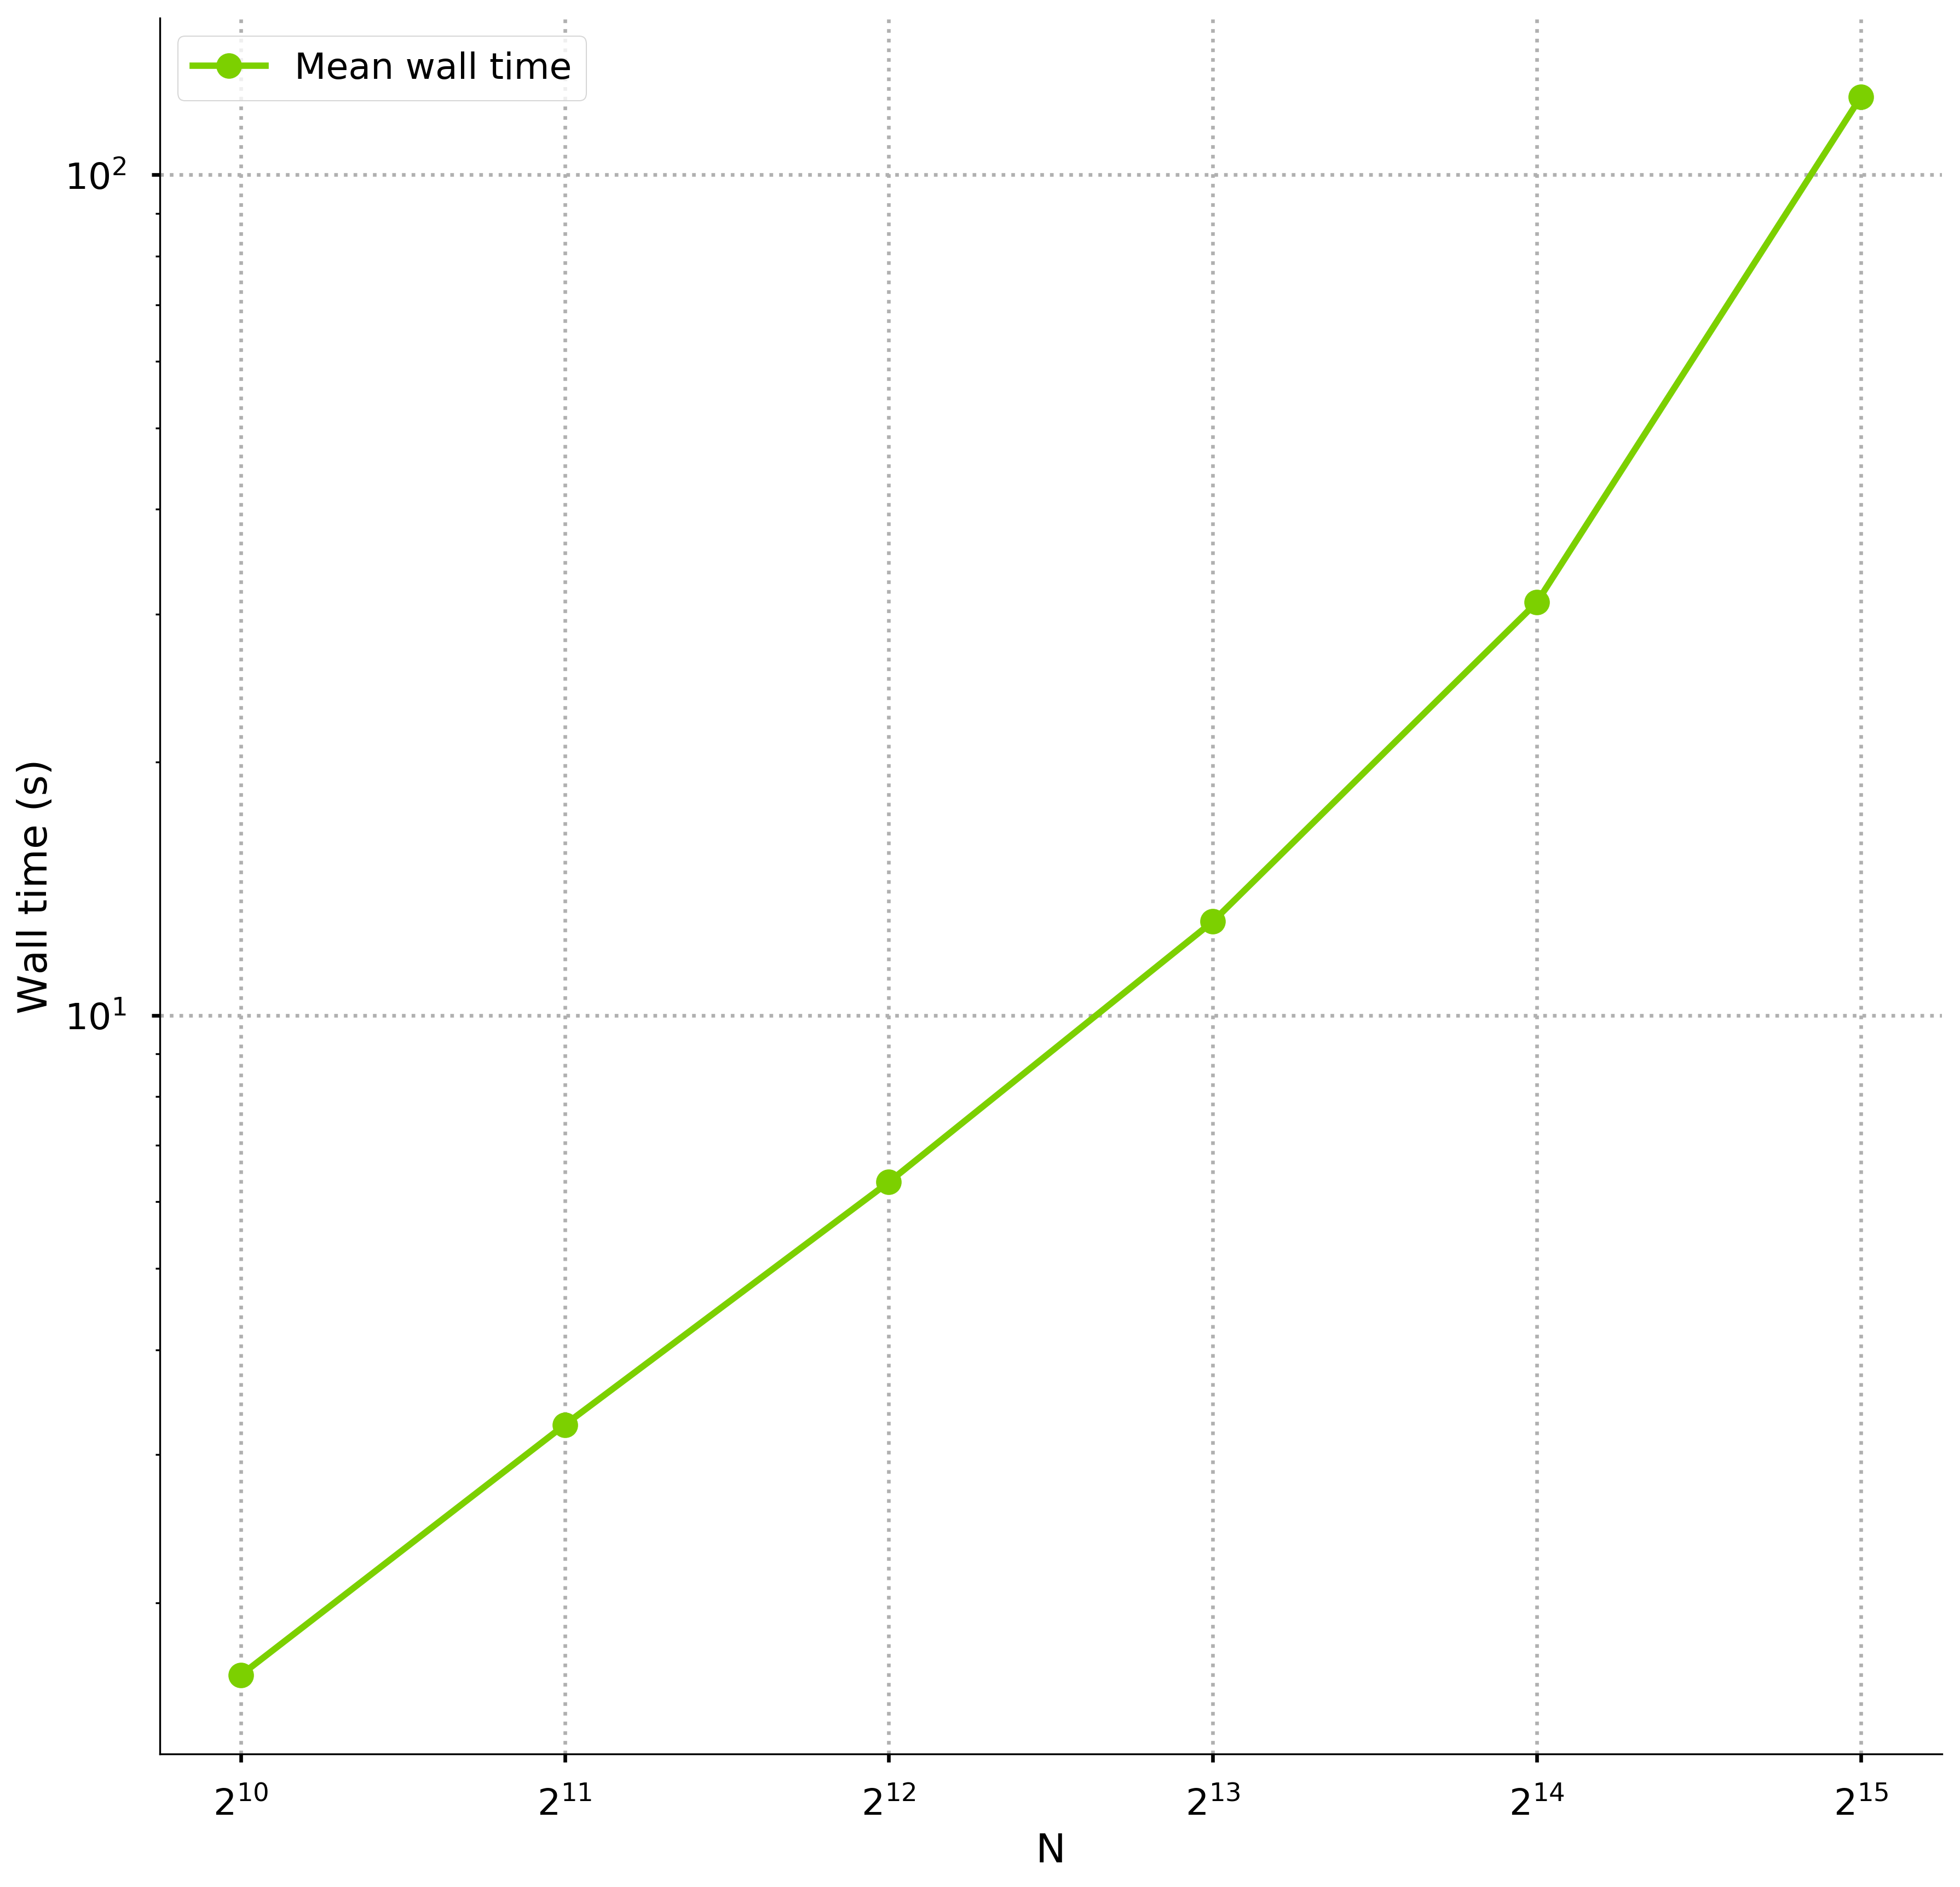 Mean wall time
10²
10¹
Wall time (s)
2¹⁰ 2¹¹ 2¹² 2¹³ 2¹⁴ 2¹⁵
N